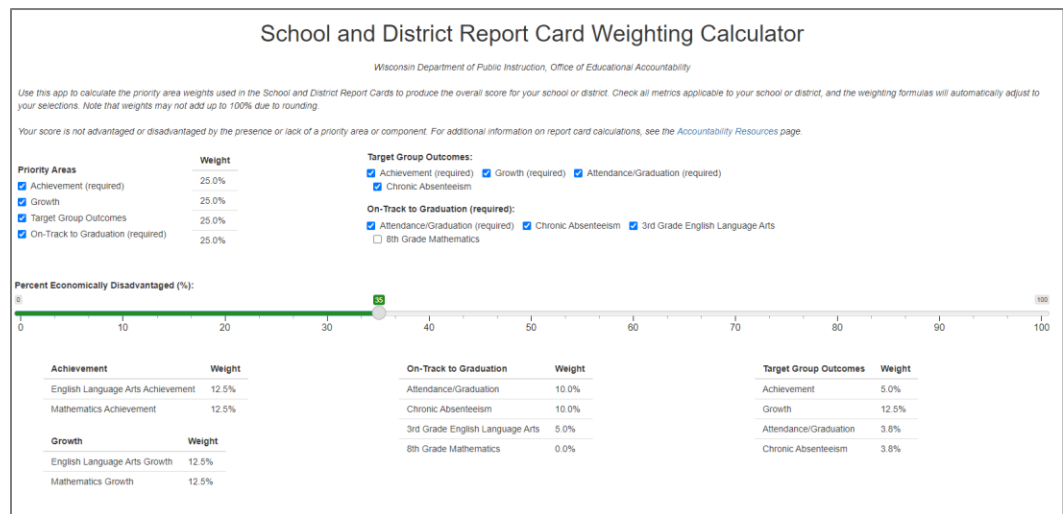 School and District Report Card Weighting Calculator
Wisconsin Department of Public Instruction, Office of Educational Accountability
Use this app to calculate the priority area weights used in the School and District Report Cards to produce the overall score for your school or district. Check all metrics applicable to your school or district, and the weighting formulas will automatically adjust to
your selections. Note that weights may not add up to 100% due to rounding.
Your score is not advantaged or disadvantaged by the presence or lack of a priority area or component. For additional information on report card calculations, see the Accountability Resources page.
Priority Areas Weight
Achievement (required) 25.0%
Growth 25.0%
Target Group Outcomes 25.0%
On-Track to Graduation (required) 25.0%
Target Group Outcomes:
Achievement (required) Growth (required) Attendance/Graduation (required)
Chronic Absenteeism
On-Track to Graduation (required):
Attendance/Graduation (required) Chronic Absenteeism 3rd Grade English Language Arts
8th Grade Mathematics
Percent Economically Disadvantaged (%):
0 35 100
0 10 20 30 40 50 60 70 80 90 100
Achievement Weight
English Language Arts Achievement 12.5%
Mathematics Achievement 12.5%
Growth Weight
English Language Arts Growth 12.5%
Mathematics Growth 12.5%
On-Track to Graduation Weight
Attendance/Graduation 10.0%
Chronic Absenteeism 10.0%
3rd Grade English Language Arts 5.0%
8th Grade Mathematics 0.0%
Target Group Outcomes Weight
Achievement 5.0%
Growth 12.5%
Attendance/Graduation 3.8%
Chronic Absenteeism 3.8%